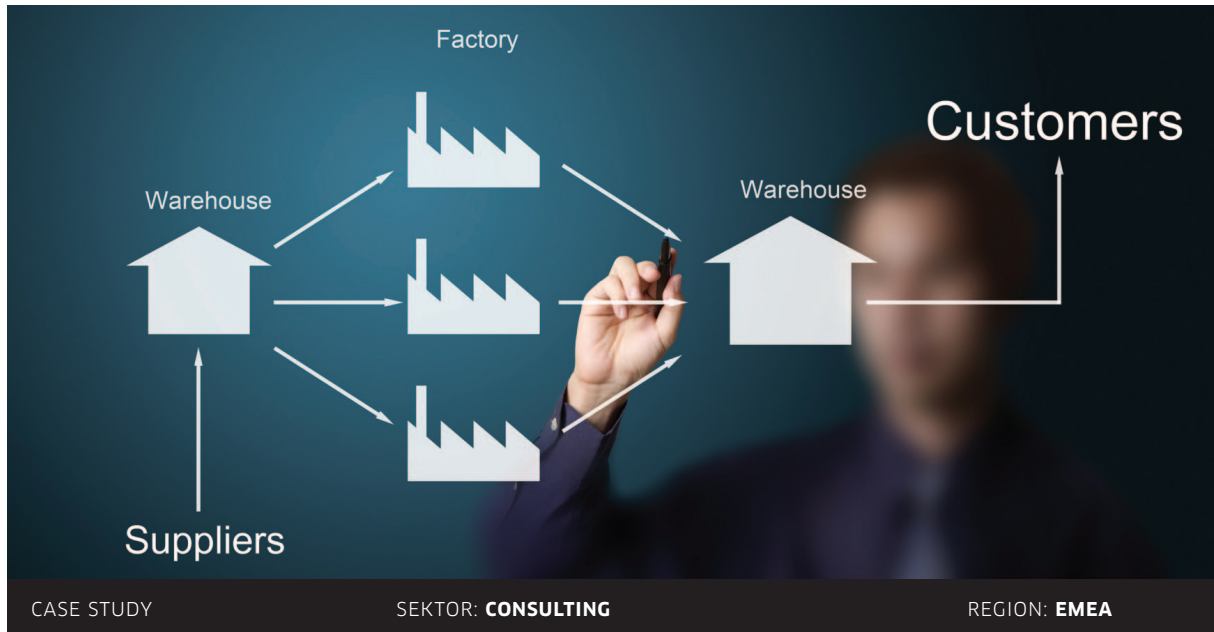 Factory
Customers
Warehouse
Warehouse
Suppliers
CASE STUDY SEKTOR: CONSULTING REGION: EMEA